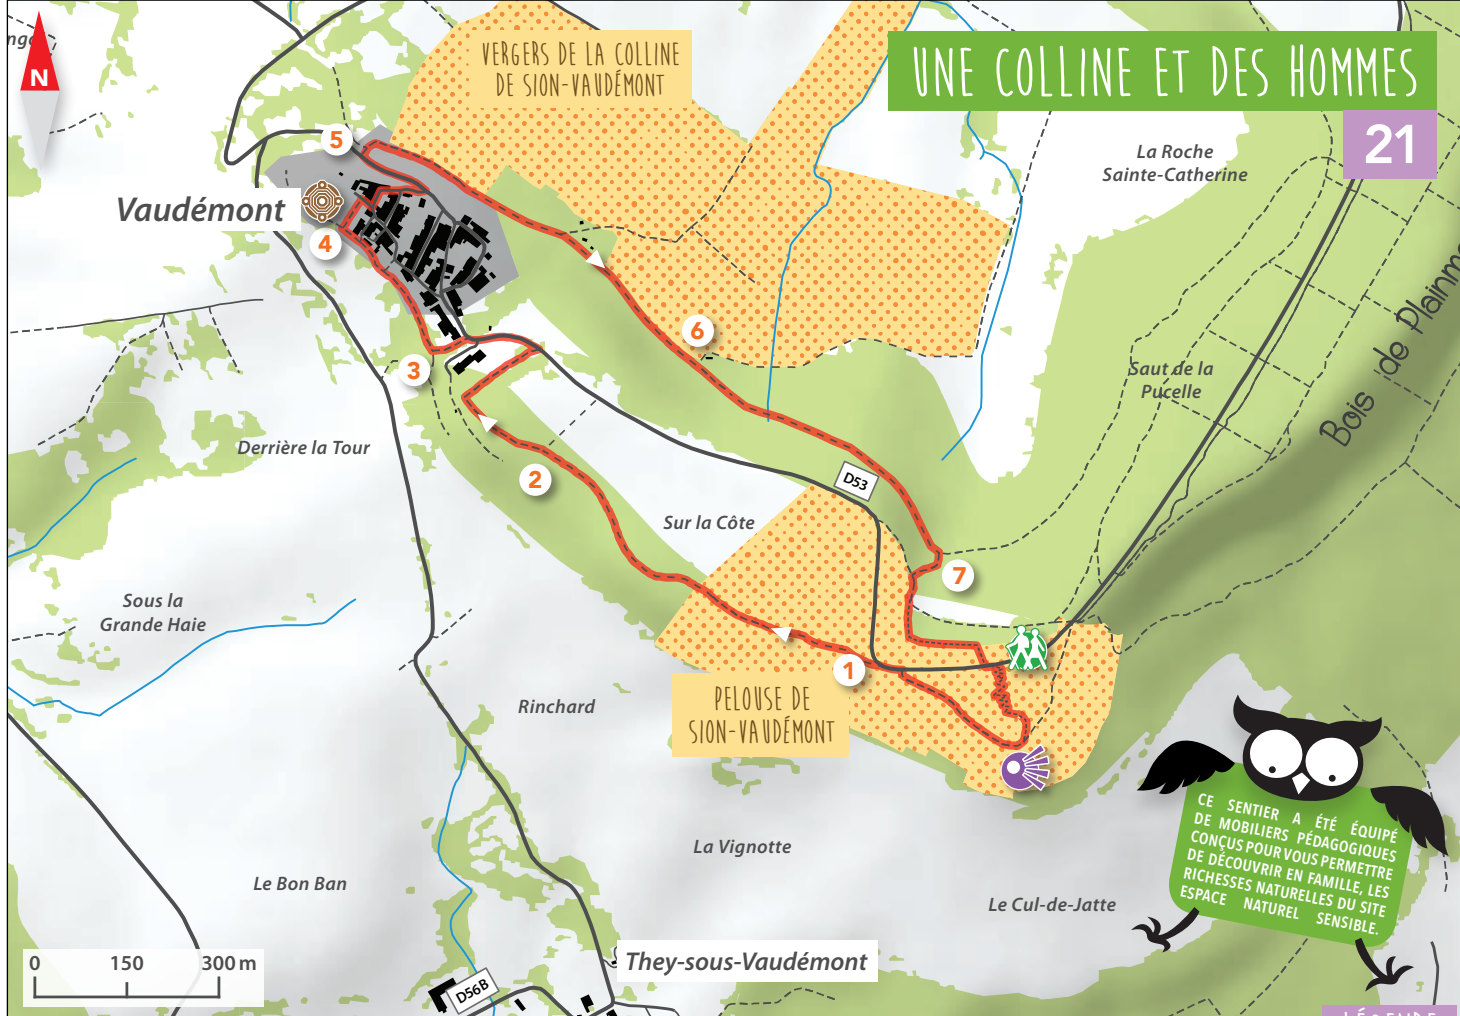 UNE COLLINE ET DES HOMMES
21
N
VERGERS DE LA COLLINE
DE SION-VAUDÉMONT
La Roche
Sainte-Catherine
5
Vaudémont
4
6
3
Saut de la
Pucelle
Bois de
Derrière la Tour
2
D53
Sur la Côte
7
Sous la
Grande Haie
1
PELOUSE DE
SION-VAUDÉMONT
Rinchard
La Vignotte
Le Bon Ban
Le Cul-de-Jatte
CE SENTIER A ÉTÉ ÉQUIPÉ
DE MOBILIERS PÉDAGOGIQUES
CONÇUS POUR VOUS PERMETTRE
DE DÉCOUVRIR EN FAMILLE, LES
RICHESSES NATURELLES DU SITE
ESPACE NATUREL SENSIBLE.
They-sous-Vaudémont
D56B
0 150 300 m
LÉGENDE